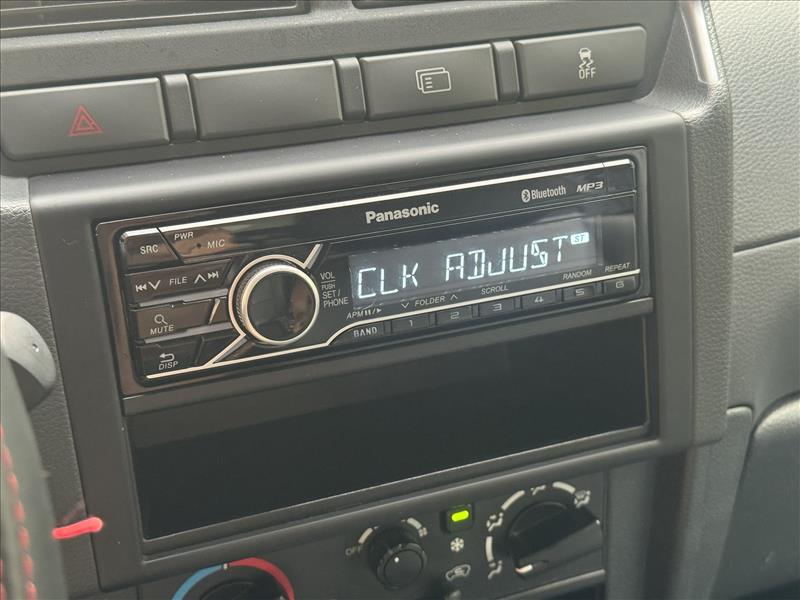 OFF
Panasonic
Bluetooth
MP3
SRC
PWR
MIC
FILE
VOL
PUSH
SET/
PHONE
CLK ADJUST
ST
MUTE
DISP
APM
FOLDER
SCROLL
RANDOM
REPEAT
BAND
1 2 3 4 5 6
OFF